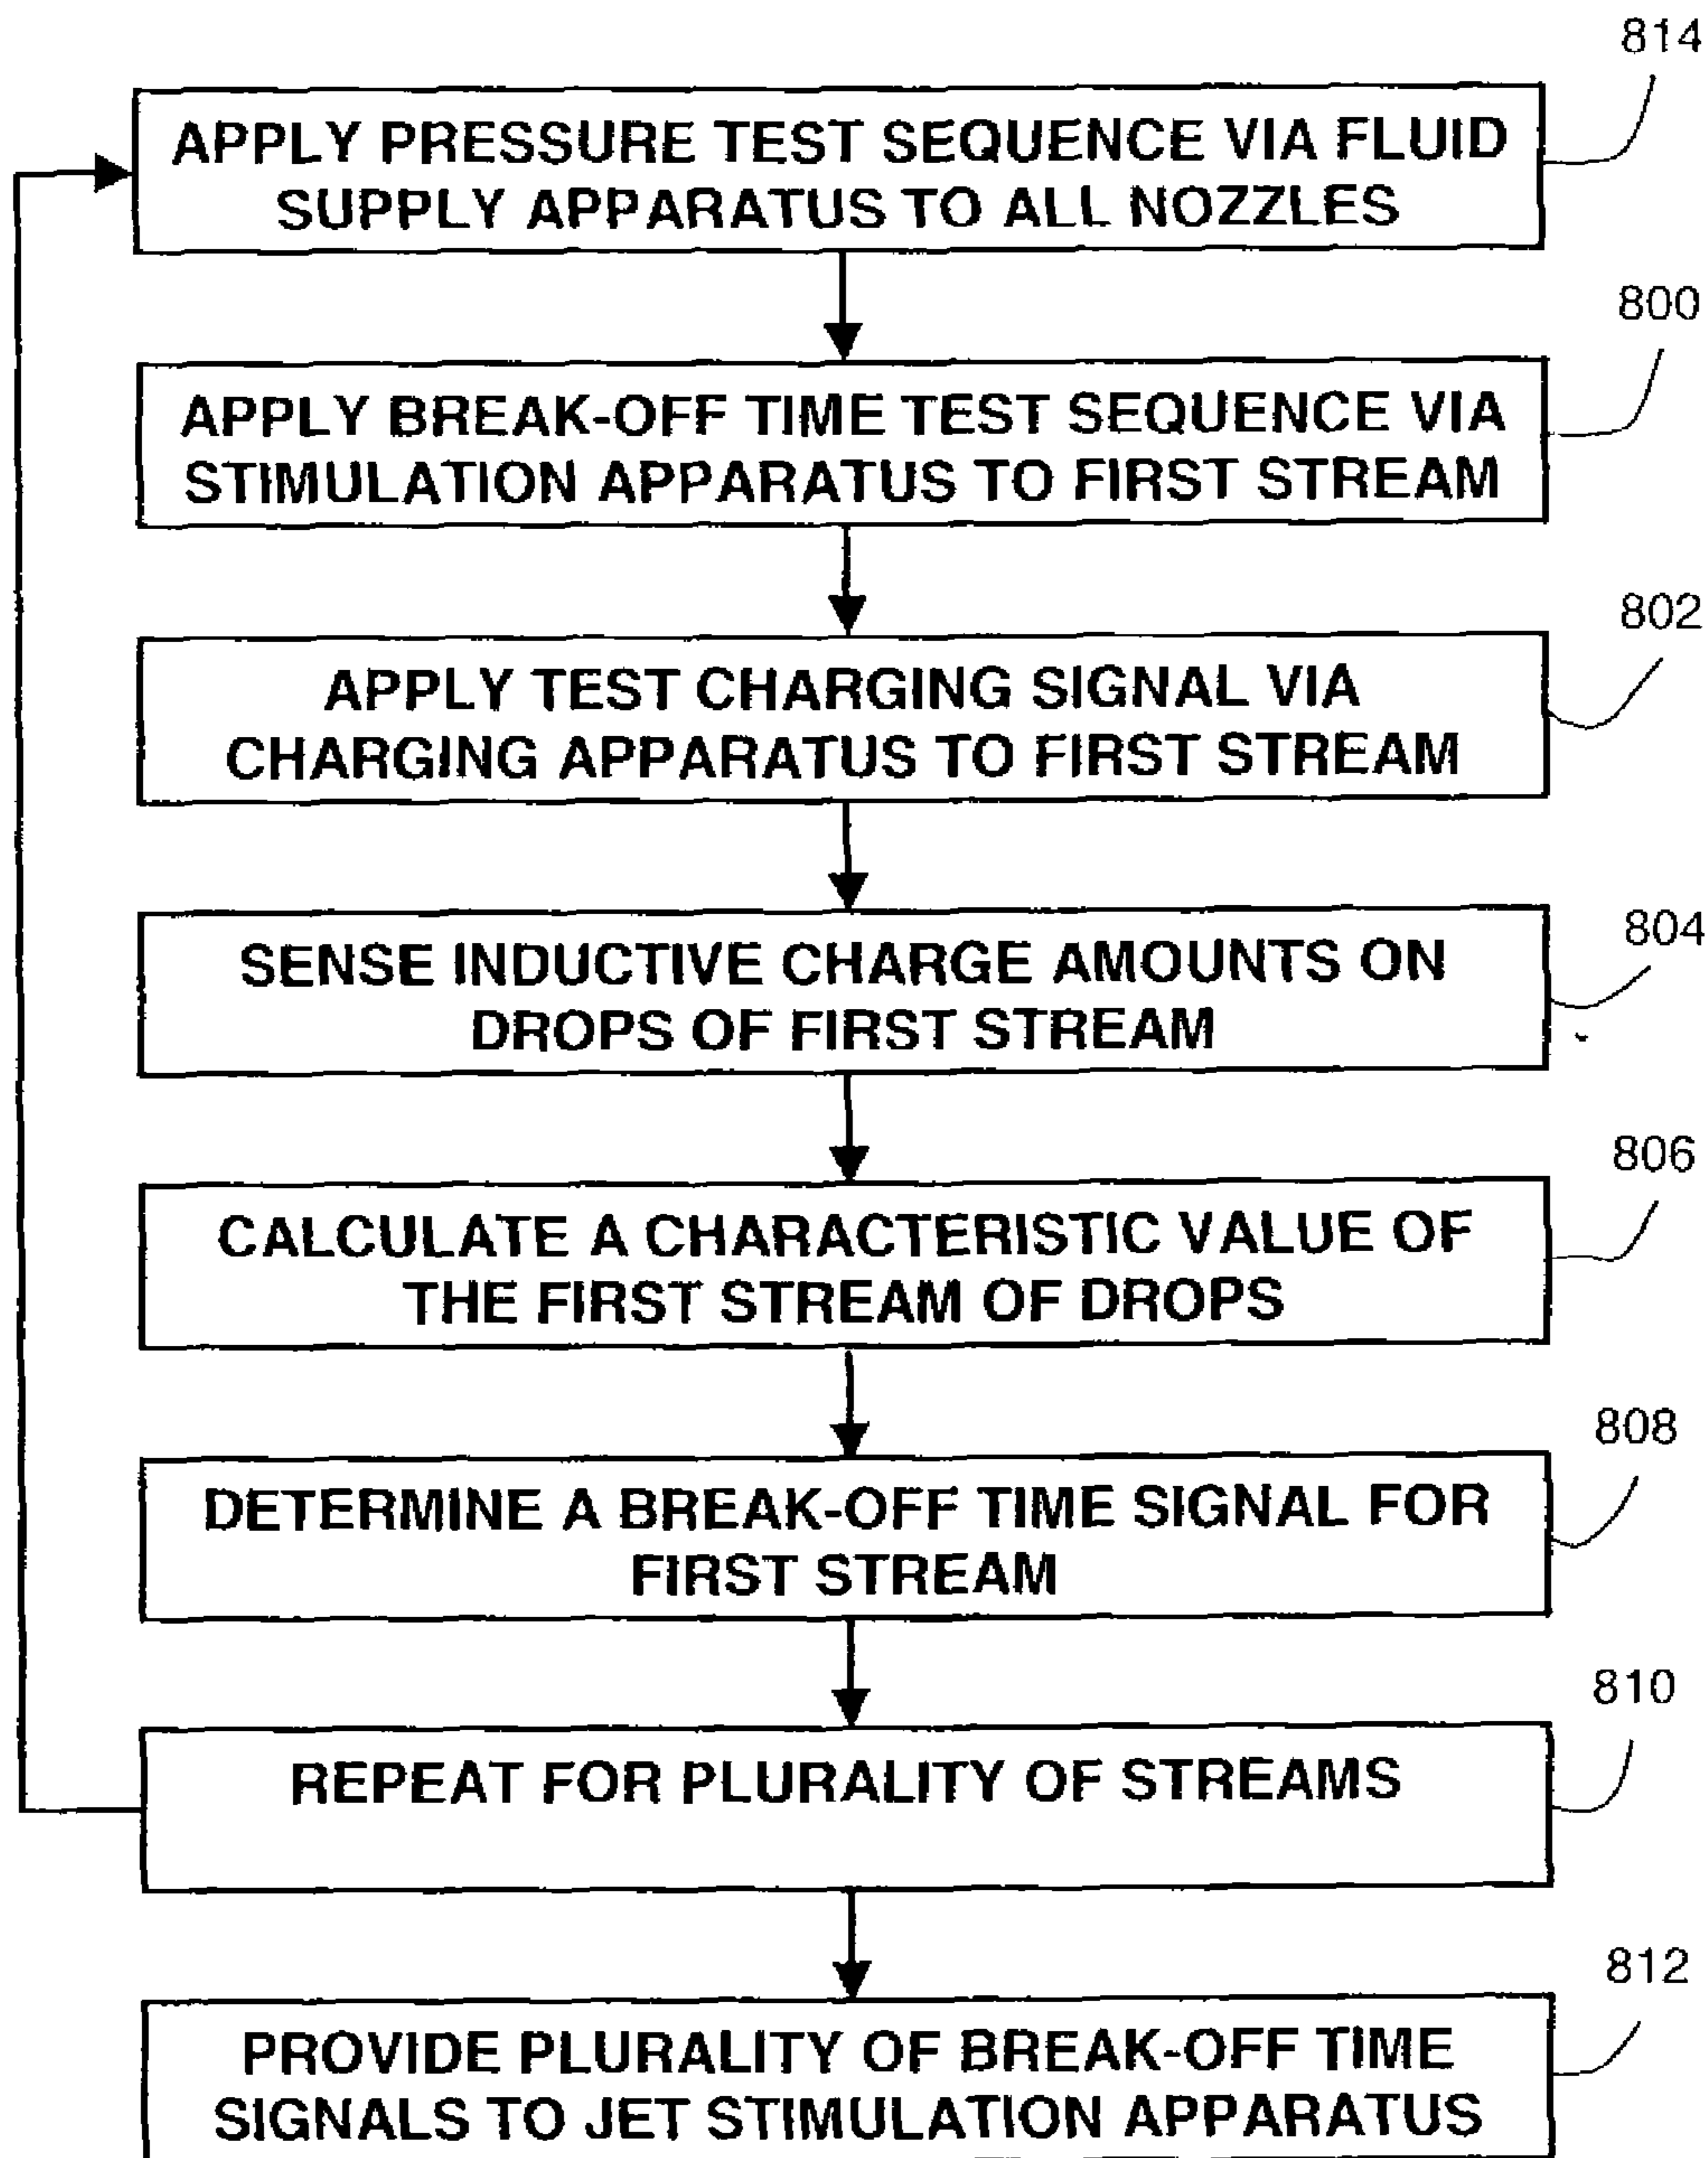 814
APPLY PRESSURE TEST SEQUENCE VIA FLUID
SUPPLY APPARATUS TO ALL NOZZLES
800
APPLY BREAK-OFF TIME TEST SEQUENCE VIA
STIMULATION APPARATUS TO FIRST STREAM
802
APPLY TEST CHARGING SIGNAL VIA
CHARGING APPARATUS TO FIRST STREAM
804
SENSE INDUCTIVE CHARGE AMOUNTS ON
DROPS OF FIRST STREAM
806
CALCULATE A CHARACTERISTIC VALUE OF
THE FIRST STREAM OF DROPS
808
DETERMINE A BREAK-OFF TIME SIGNAL FOR
FIRST STREAM
810
REPEAT FOR PLURALITY OF STREAMS
812
PROVIDE PLURALITY OF BREAK-OFF TIME
SIGNALS TO JET STIMULATION APPARATUS